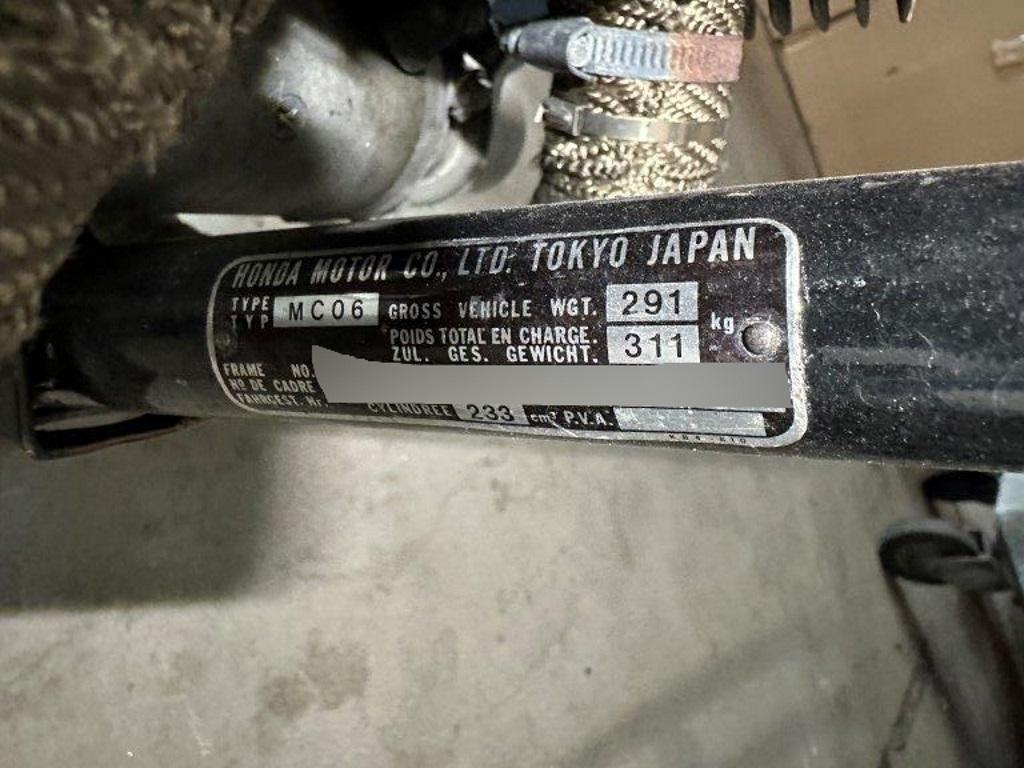 HONDA MOTOR CO., LTD. TOKYO JAPAN
TYPE
TYP MC06 GROSS VEHICLE WGT. 291
POIDS TOTAL EN CHARGE.
ZUL. GES. GEWICHT. 311 kg
FRAME NO.
Nº DE CADRE
FAHRGEST. Nr.
CYLINDREE 233 cm³ P.V.A.